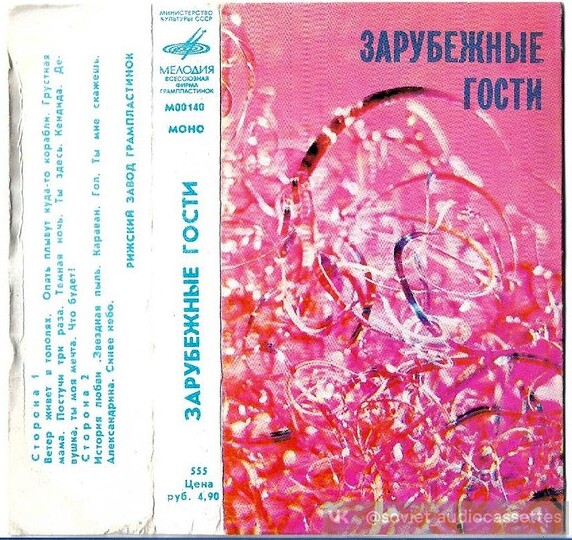 Сторона 1
Ветер живет в тополях. Опять плывут куда-то корабли. Грустная
мама. Постучи три раза. Темная ночь. Ты здесь. Кендида. Де-
вушка, ты моя мечта. Что будет!
Сторона 2
История любви. Звездная пыль. Караван. Гол. Ты мне скажешь.
Александрина. Синее небо.
РИЖСКИЙ ЗАВОД ГРАМПЛАСТИНОК
МИНИСТЕРСТВО
КУЛЬТУРЫ СССР
МЕЛОДИЯ
ВСЕСОЮЗНАЯ
ФИРМА
ГРАМПЛАСТИНОК
М00140
МОНО
ЗАРУБЕЖНЫЕ ГОСТИ
555
Цена
руб. 4,90
ЗАРУБЕЖНЫЕ
ГОСТИ
@soviet_audiocassettes